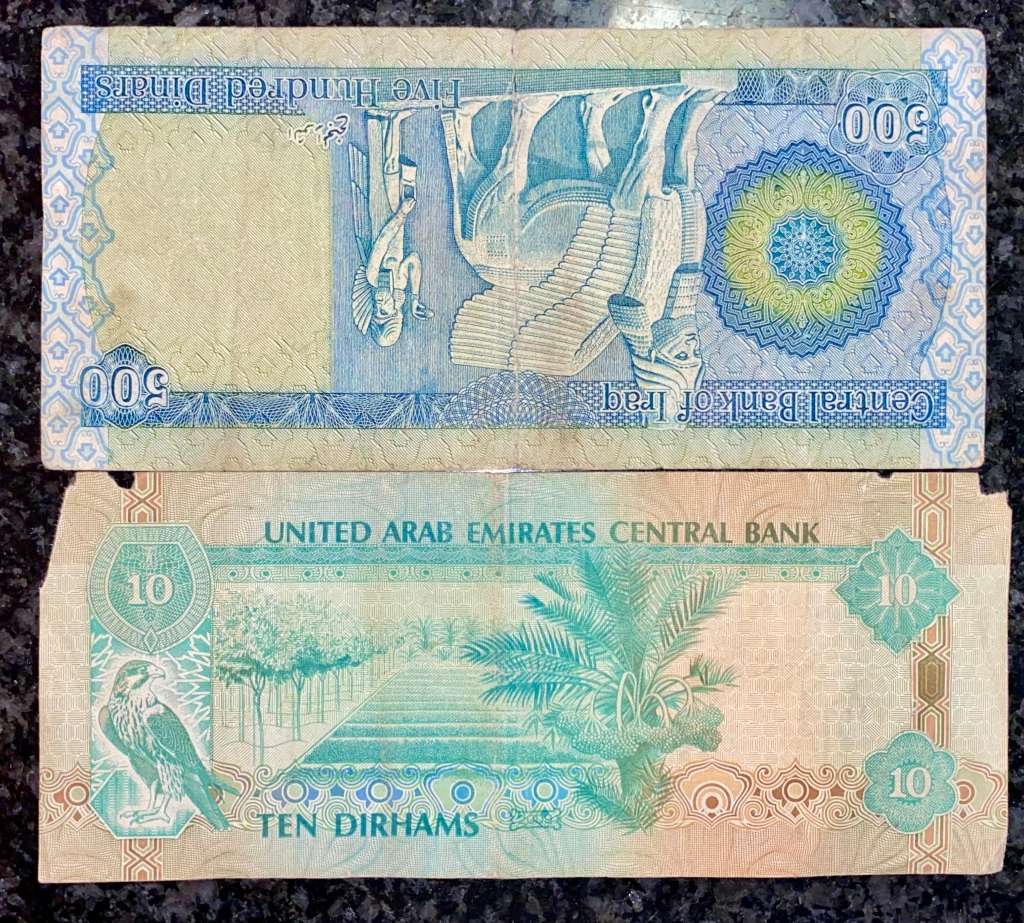 Central Bank of Iraq
500
500
Five Hundred Dinars
UNITED ARAB EMIRATES CENTRAL BANK
10
10
10
TEN DIRHAMS